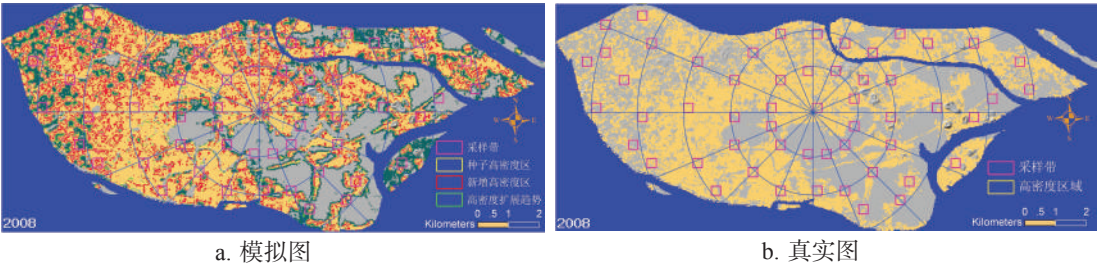 W E
采样带
种子高密度区
新增高密度区
高密度扩展趋势
Kilometers
0 .5 1 2
2008
W E
采样带
高密度区域
Kilometers
0 .5 1 2
2008
a. 模拟图
b. 真实图